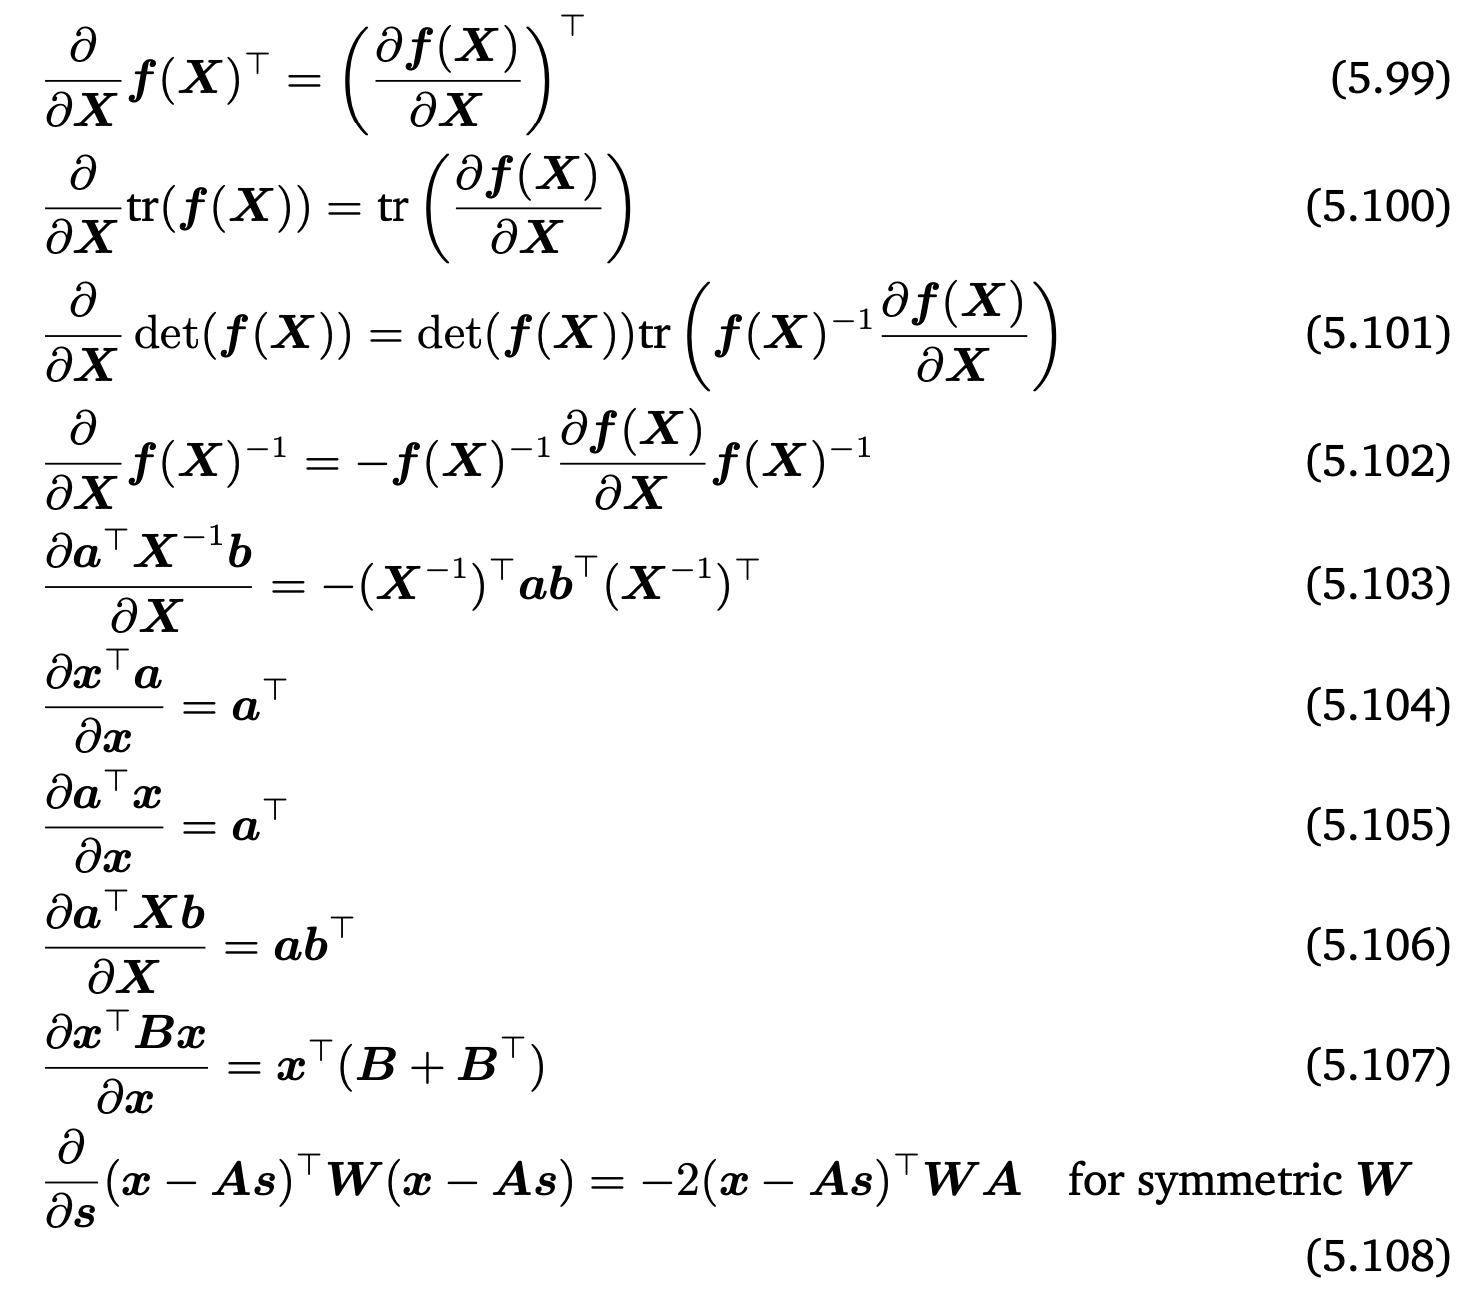 ∂/∂X f(X)^⊤ = (∂f(X)/∂X)^⊤ (5.99)
∂/∂X tr(f(X)) = tr(∂f(X)/∂X) (5.100)
∂/∂X det(f(X)) = det(f(X))tr(f(X)^−1 ∂f(X)/∂X) (5.101)
∂/∂X f(X)^−1 = −f(X)^−1 ∂f(X)/∂X f(X)^−1 (5.102)
∂a^⊤X^−1b/∂X = −(X^−1)^⊤ab^⊤(X^−1)^⊤ (5.103)
∂x^⊤a/∂x = a^⊤ (5.104)
∂a^⊤x/∂x = a^⊤ (5.105)
∂a^⊤Xb/∂X = ab^⊤ (5.106)
∂x^⊤Bx/∂x = x^⊤(B + B^⊤) (5.107)
∂/∂s (x − As)^⊤W(x − As) = −2(x − As)^⊤WA for symmetric W
(5.108)